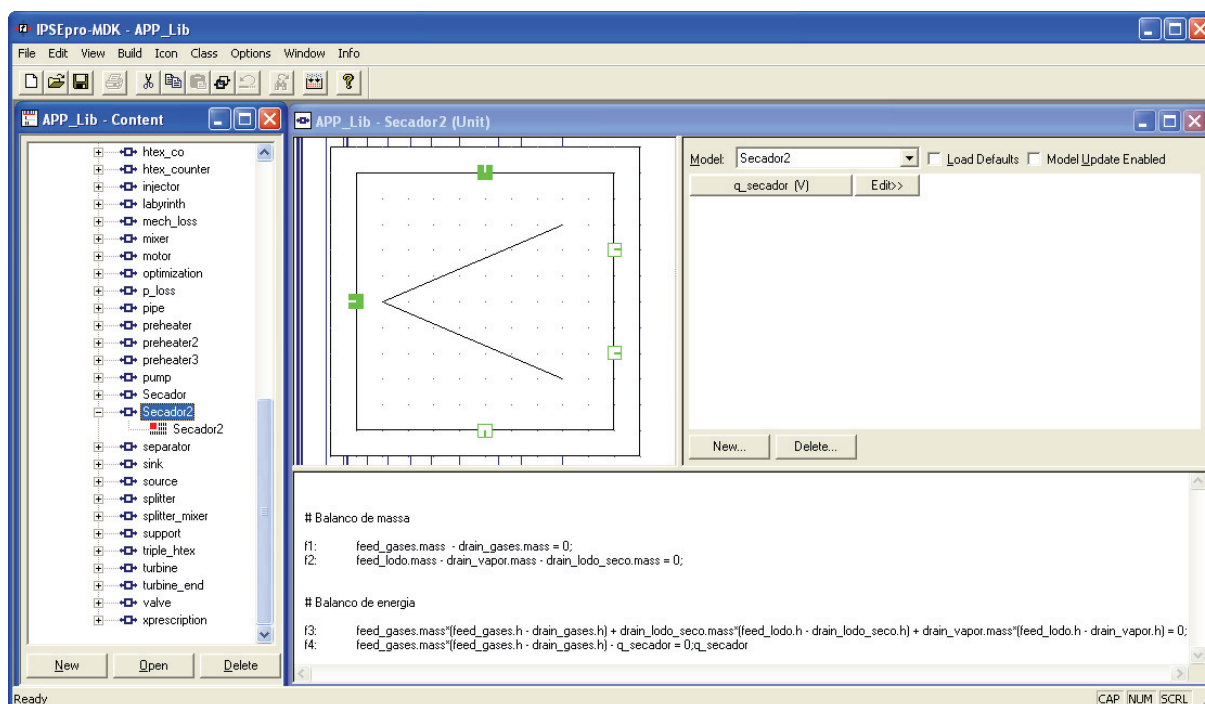 IPSEpro-MDK - APP_Lib
File Edit View Build Icon Class Options Window Info
APP_Lib - Content
htex_co
htex_counter
injector
labyrinth
mech_loss
mixer
motor
optimization
p_loss
pipe
preheater
preheater2
preheater3
pump
Secador
Secador2
Secador2
separator
sink
source
splitter
splitter_mixer
support
triple_htex
turbine
turbine_end
valve
xprescription
New Open Delete
APP_Lib - Secador2 (Unit)
Model: Secador2 Load Defaults Model Update Enabled
q_secador (V) Edit>>
New... Delete...
# Balanco de massa
f1: feed_gases.mass - drain_gases.mass = 0;
f2: feed_lodo.mass - drain_vapor.mass - drain_lodo_seco.mass = 0;
# Balanco de energia
f3: feed_gases.mass*(feed_gases.h - drain_gases.h) + drain_lodo_seco.mass*(feed_lodo.h - drain_lodo_seco.h) + drain_vapor.mass*(feed_lodo.h - drain_vapor.h) = 0;
f4: feed_gases.mass*(feed_gases.h - drain_gases.h) - q_secador = 0;q_secador
Ready CAP NUM SCRL